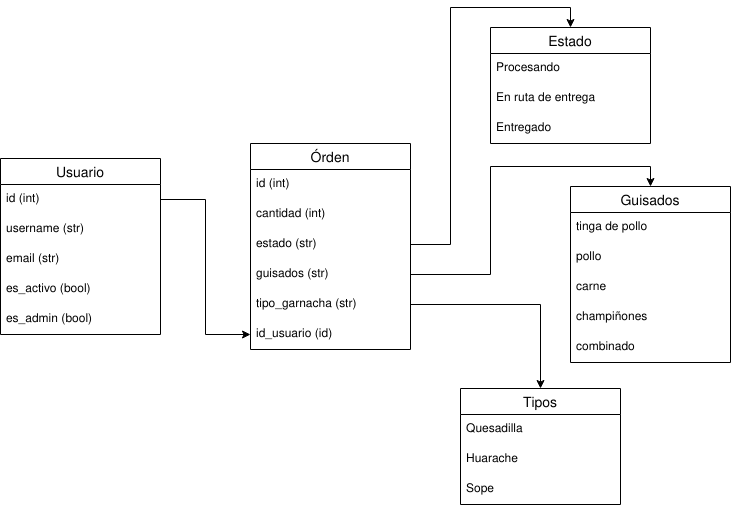 Usuario
id (int)
username (str)
email (str)
es_activo (bool)
es_admin (bool)
Órden
id (int)
cantidad (int)
estado (str)
guisados (str)
tipo_garnacha (str)
id_usuario (id)
Estado
Procesando
En ruta de entrega
Entregado
Guisados
tinga de pollo
pollo
carne
champiñones
combinado
Tipos
Quesadilla
Huarache
Sope